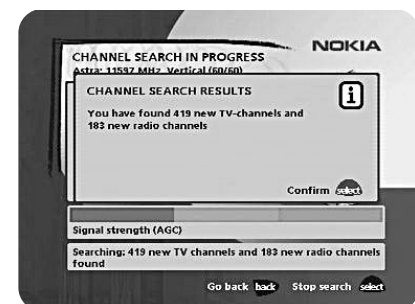 NOKIA
CHANNEL SEARCH IN PROGRESS
Astra: 11597 MHz, Vertical (60/60)
CHANNEL SEARCH RESULTS
You have found 419 new TV-channels and
183 new radio channels
Confirm select
Signal strength (AGC)
Searching: 419 new TV channels and 183 new radio channels
found
Go back back Stop search select